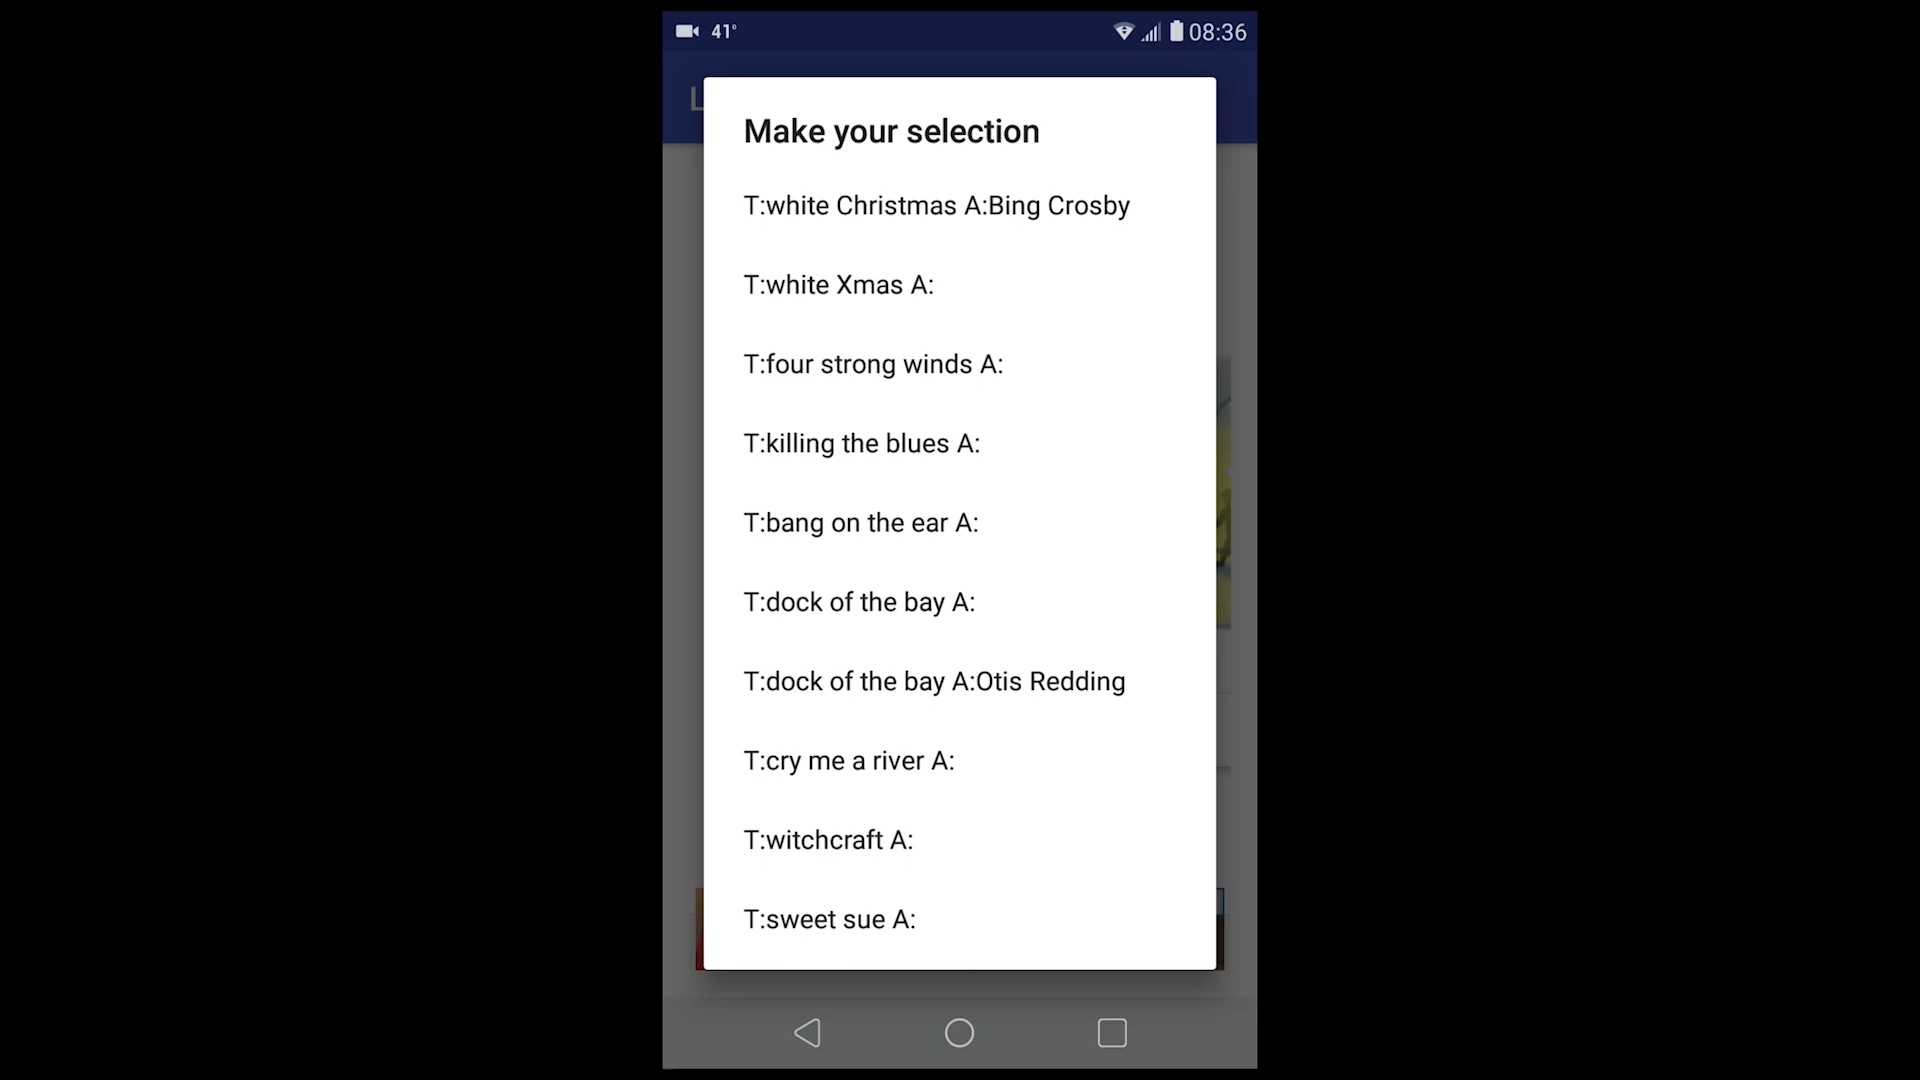 41°
08:36
L
Make your selection
T:white Christmas A:Bing Crosby
T:white Xmas A:
T:four strong winds A:
T:killing the blues A:
T:bang on the ear A:
T:dock of the bay A:
T:dock of the bay A:Otis Redding
T:cry me a river A:
T:witchcraft A:
T:sweet sue A: